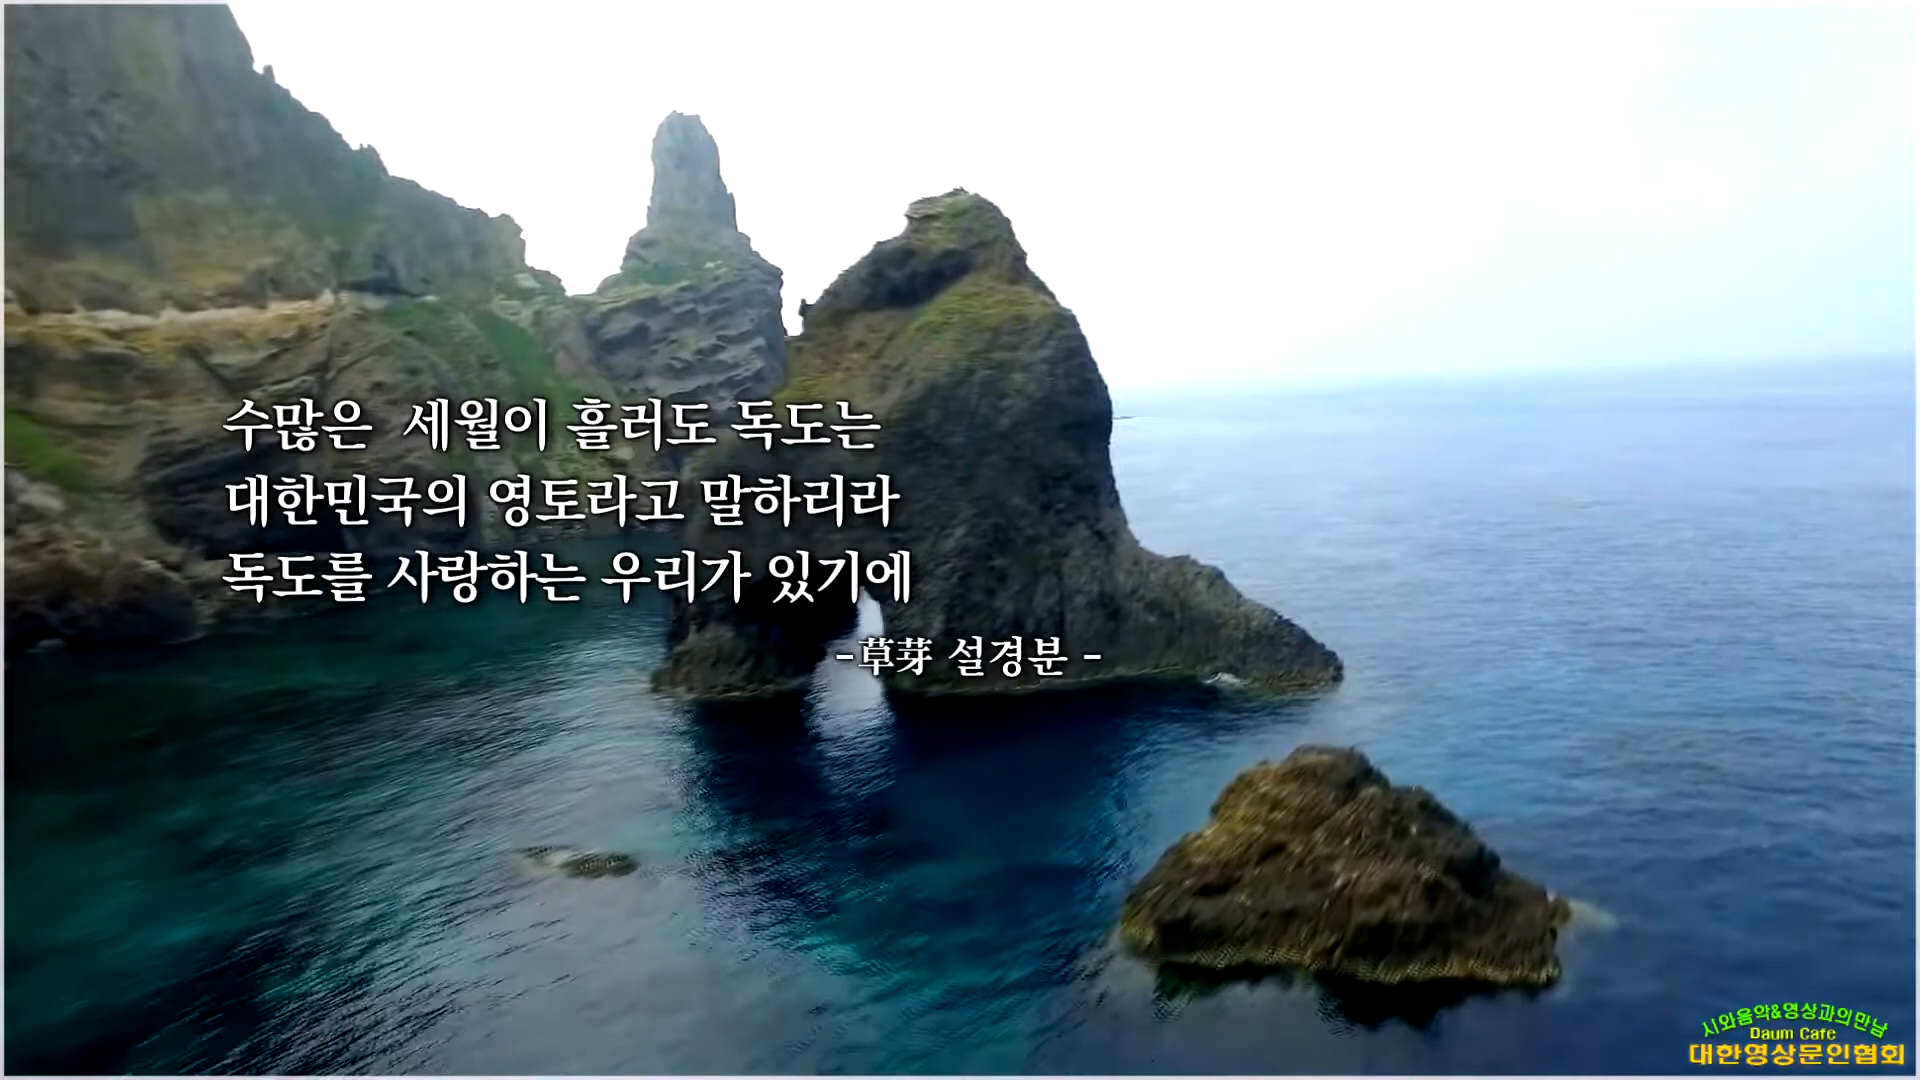 수많은 세월이 흘러도 독도는
대한민국의 영토라고 말하리라
독도를 사랑하는 우리가 있기에
-草芽 설경분 -
시와음악&영상과의만남
Daum Cafe
대한영상문인협회